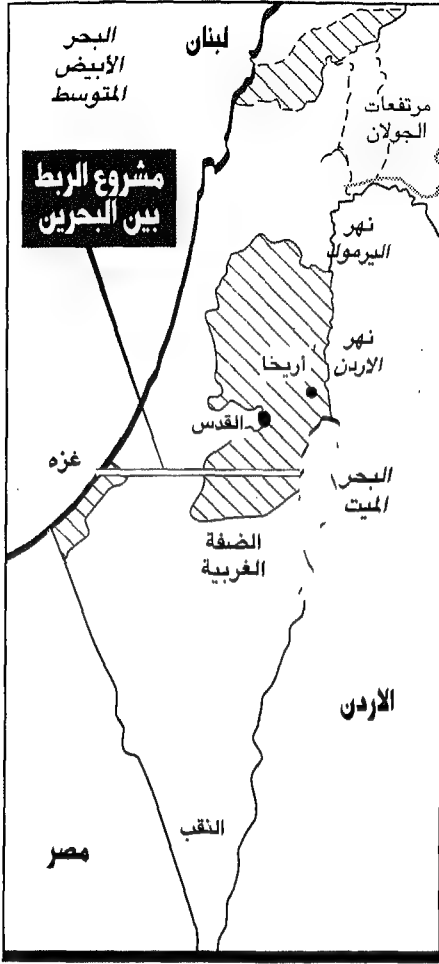 البحر
الأبيض
المتوسط
لبنان
مرتفعات
الجولان
مشروع الربط
بين البحرين
نهر
اليرموك
نهر
الاردن
أريخا
القدس
غزه
البحر
الميت
الضفة
الغربية
الاردن
النقب
مصر